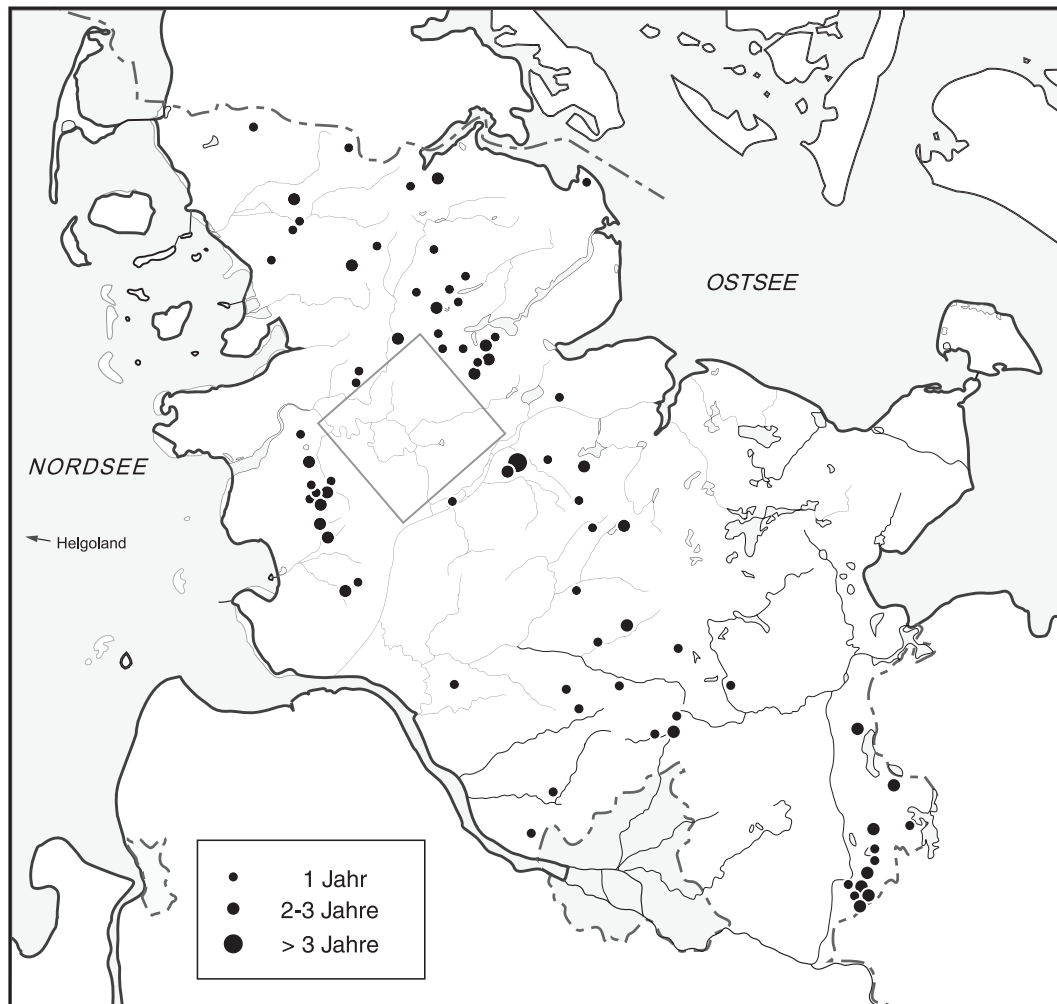 OSTSEE
NORDSEE
Helgoland
1 Jahr
2-3 Jahre
> 3 Jahre